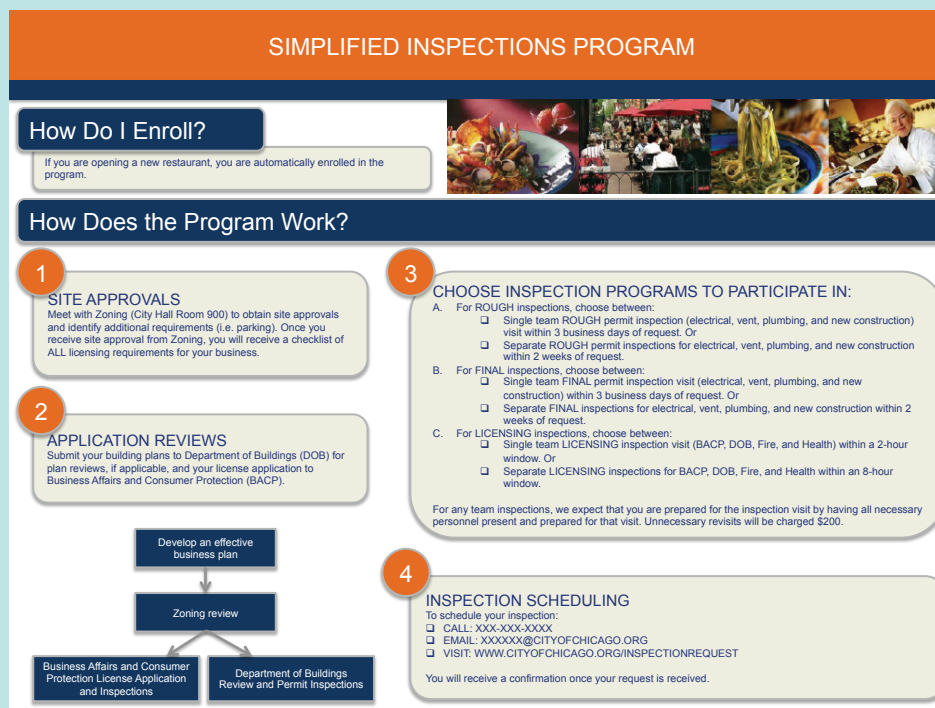 SIMPLIFIED INSPECTIONS PROGRAM
How Do I Enroll?
If you are opening a new restaurant, you are automatically enrolled in the
program.
How Does the Program Work?
1
SITE APPROVALS
Meet with Zoning (City Hall Room 900) to obtain site approvals
and identify additional requirements (i.e. parking). Once you
receive site approval from Zoning, you will receive a checklist of
ALL licensing requirements for your business.
2
APPLICATION REVIEWS
Submit your building plans to Department of Buildings (DOB) for
plan reviews, if applicable, and your license application to
Business Affairs and Consumer Protection (BACP).
Develop an effective
business plan
Zoning review
Business Affairs and Consumer
Protection License Application
and Inspections
Department of Buildings
Review and Permit Inspections
3
CHOOSE INSPECTION PROGRAMS TO PARTICIPATE IN:
A. For ROUGH inspections, choose between:
❑ Single team ROUGH permit inspection (electrical, vent, plumbing, and new construction)
visit within 3 business days of request. Or
❑ Separate ROUGH permit inspections for electrical, vent, plumbing, and new construction
within 2 weeks of request.
B. For FINAL inspections, choose between:
❑ Single team FINAL permit inspection visit (electrical, vent, plumbing, and new
construction) within 3 business days of request. Or
❑ Separate FINAL inspections for electrical, vent, plumbing, and new construction within 2
weeks of request.
C. For LICENSING inspections, choose between:
❑ Single team LICENSING inspection visit (BACP, DOB, Fire, and Health) within a 2-hour
window. Or
❑ Separate LICENSING inspections for BACP, DOB, Fire, and Health within an 8-hour
window.
For any team inspections, we expect that you are prepared for the inspection visit by having all necessary
personnel present and prepared for that visit. Unnecessary revisits will be charged $200.
4
INSPECTION SCHEDULING
To schedule your inspection:
❑ CALL: XXX-XXX-XXXX
❑ EMAIL: XXXXXX@CITYOFCHICAGO.ORG
❑ VISIT: WWW.CITYOFCHICAGO.ORG/INSPECTIONREQUEST
You will receive a confirmation once your request is received.